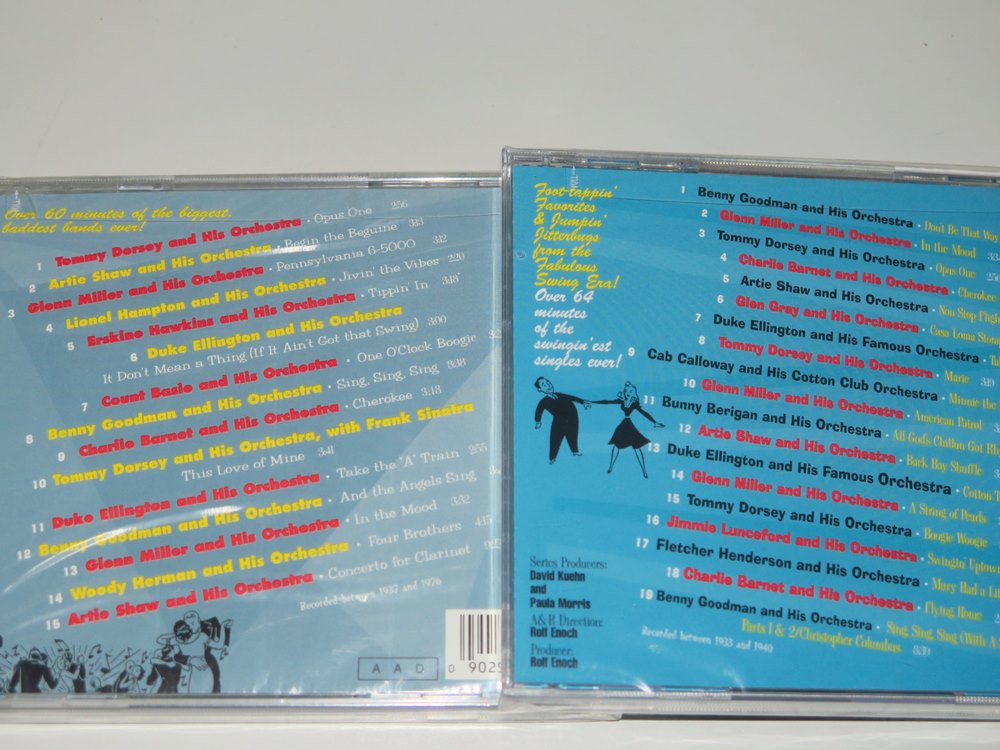 Over 60 minutes of the biggest,
baddest bands ever!
1 Tommy Dorsey and His Orchestra · Opus One 2:56
2 Artie Shaw and His Orchestra · Begin the Beguine 3:13
3 Glenn Miller and His Orchestra · Pennsylvania 6-5000 3:12
4 Lionel Hampton and His Orchestra · Jivin' the Vibes 2:20
5 Erskine Hawkins and His Orchestra · Tippin' In 3:18
6 Duke Ellington and His Orchestra
It Don't Mean a Thing (If It Ain't Got that Swing) 3:00
7 Count Basie and His Orchestra · One O'Clock Boogie
8 Benny Goodman and His Orchestra · Sing, Sing, Sing 8:38
9 Charlie Barnet and His Orchestra · Cherokee 3:18
10 Tommy Dorsey and His Orchestra, with Frank Sinatra
This Love of Mine 3:41
11 Duke Ellington and His Orchestra · Take the "A" Train 2:55
12 Benny Goodman and His Orchestra · And the Angels Sing
13 Glenn Miller and His Orchestra · In the Mood 3:32
14 Woody Herman and His Orchestra · Four Brothers 4:15
15 Artie Shaw and His Orchestra · Concerto for Clarinet
Recorded between 1937 and 1976
A A D
0 9029
Foot-tappin'
Favorites
& Jumpin'
Jitterbugs
from the
Fabulous
Swing Era!
Over 64
minutes
of the
swingin'est
singles ever!
1 Benny Goodman and His Orchestra · Don't Be That Way
2 Glenn Miller and His Orchestra · In the Mood
3 Tommy Dorsey and His Orchestra · Opus One
4 Charlie Barnet and His Orchestra · Cherokee
5 Artie Shaw and His Orchestra · Non Stop Flight
6 Glen Gray and His Orchestra · Casa Loma Stomp
7 Duke Ellington and His Famous Orchestra ·
8 Tommy Dorsey and His Orchestra · Marie
9 Cab Calloway and His Cotton Club Orchestra · Minnie the
10 Glenn Miller and His Orchestra · American Patrol
11 Bunny Berigan and His Orchestra · All Gods Chillun Got
12 Artie Shaw and His Orchestra · Back Bay Shuffle
13 Duke Ellington and His Famous Orchestra · Cotton
14 Glenn Miller and His Orchestra · A String of Pearls
15 Tommy Dorsey and His Orchestra · Boogie Woogie
16 Jimmie Lunceford and His Orchestra · Swingin' Uptown
17 Fletcher Henderson and His Orchestra · Mary Had a
18 Charlie Barnet and His Orchestra · Flying Home
19 Benny Goodman and His Orchestra · Sing, Sing, Sing (With A
Parts 1 & 2/Christopher Columbus 8:39
Recorded between 1933 and 1940
Series Producers:
David Kuehn
and
Paula Morris
A&R Direction:
Rolf Enoch
Producer:
Rolf Enoch